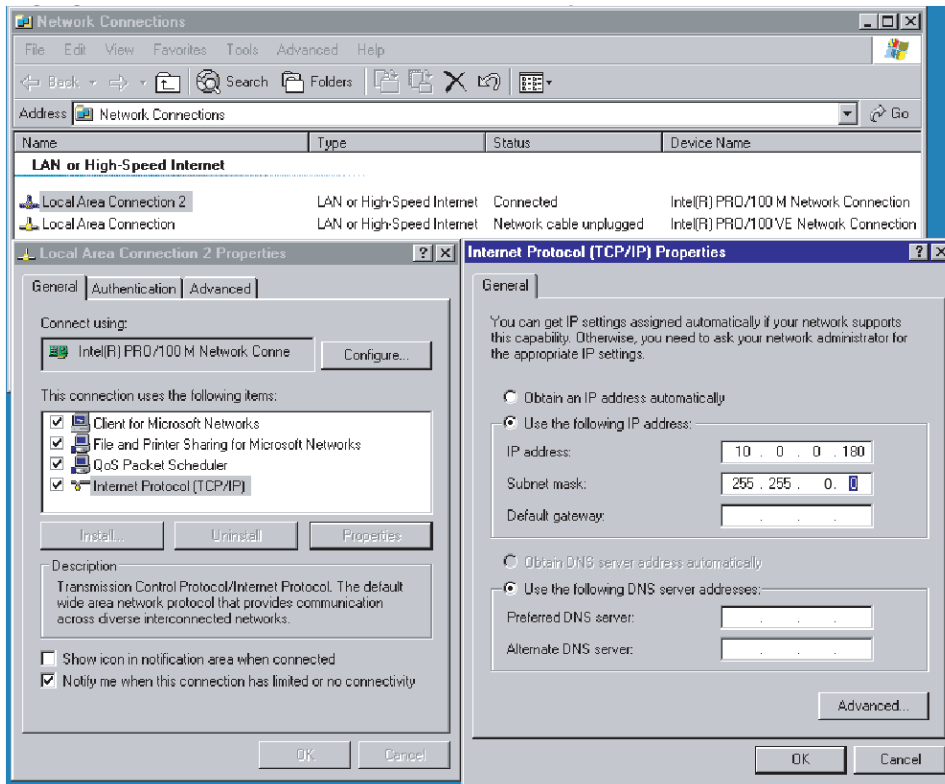 Network Connections
File Edit View Favorites Tools Advanced Help
Back Search Folders
Address Network Connections Go
Name Type Status Device Name
LAN or High-Speed Internet
Local Area Connection 2 LAN or High-Speed Internet Connected Intel(R) PRO/100 M Network Connection
Local Area Connection LAN or High-Speed Internet Network cable unplugged Intel(R) PRO/100 VE Network Connection
Local Area Connection 2 Properties
General Authentication Advanced
Connect using:
Intel(R) PRO/100 M Network Conne Configure...
This connection uses the following items:
Client for Microsoft Networks
File and Printer Sharing for Microsoft Networks
QoS Packet Scheduler
Internet Protocol (TCP/IP)
Install... Uninstall Properties
Description
Transmission Control Protocol/Internet Protocol. The default
wide area network protocol that provides communication
across diverse interconnected networks.
Show icon in notification area when connected
Notify me when this connection has limited or no connectivity
OK Cancel
Internet Protocol (TCP/IP) Properties
General
You can get IP settings assigned automatically if your network supports
this capability. Otherwise, you need to ask your network administrator for
the appropriate IP settings.
Obtain an IP address automatically
Use the following IP address:
IP address: 10 . 0 . 0 . 180
Subnet mask: 255 . 255 . 0 . 0
Default gateway: . . .
Obtain DNS server address automatically
Use the following DNS server addresses:
Preferred DNS server: . . .
Alternate DNS server: . . .
Advanced...
OK Cancel